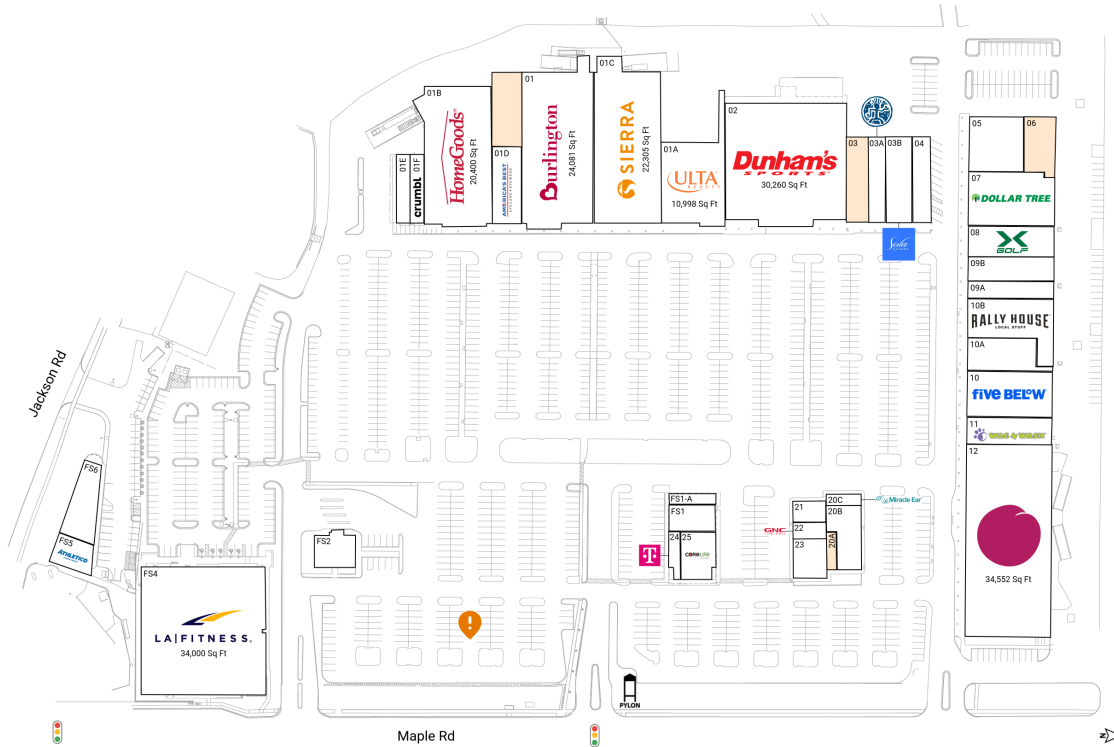 01C
01B
01
HomeGoods
20,400 Sq Ft
Burlington
24,081 Sq Ft
SIERRA
22,305 Sq Ft
02
Dunham's
SPORTS
30,260 Sq Ft
01A
ULTA
BEAUTY
10,998 Sq Ft
01E
01F
crumbl
01D
AMERICA'S BEST
03
03A
03B
04
Sola
05
06
07
DOLLAR TREE
08
X
GOLF
09B
09A
10B
RALLY HOUSE
LOCAL STUFF
10A
10
five BELOW
11
12
34,552 Sq Ft
Jackson Rd
FS6
FS5
ATHLETICO
FS4
LA|FITNESS.
34,000 Sq Ft
FS2
FS1-A
FS1
24
25
T
CORELIFE
GNC
21
22
23
20C
20B
20A
Miracle Ear
!
PYLON
Maple Rd
N